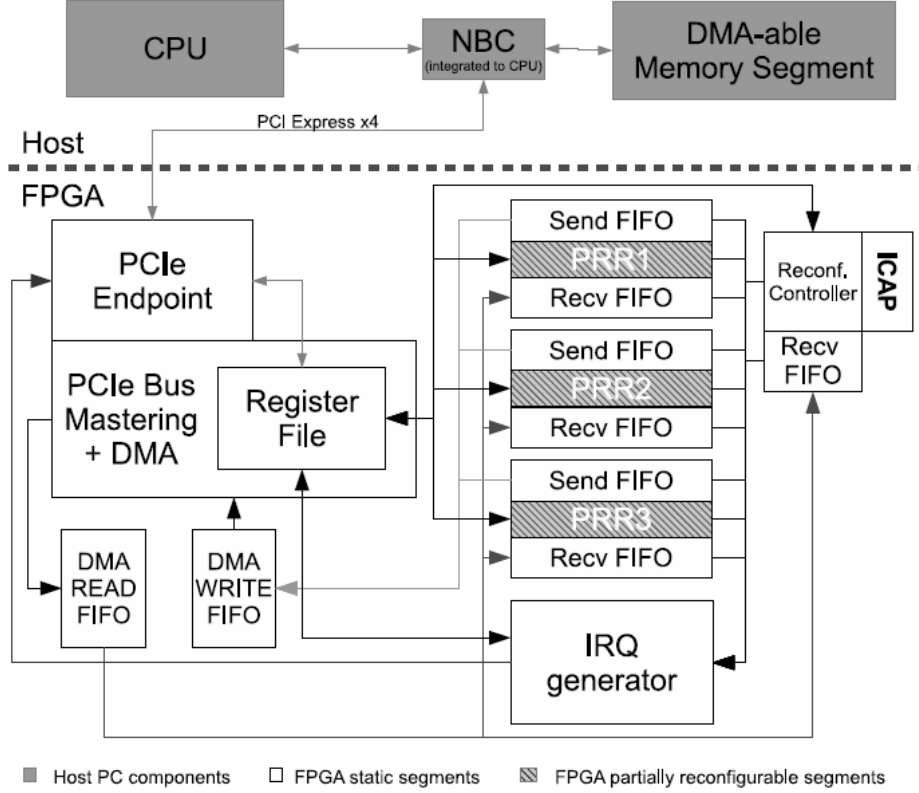 CPU
NBC
(integrated to CPU)
DMA-able
Memory Segment
PCI Express x4
Host
FPGA
PCIe
Endpoint
PCIe Bus
Mastering
+ DMA
Register
File
DMA
READ
FIFO
DMA
WRITE
FIFO
Send FIFO
PRR1
Recv FIFO
Send FIFO
PRR2
Recv FIFO
Send FIFO
PRR3
Recv FIFO
Reconf.
Controller
ICAP
Recv
FIFO
IRQ
generator
Host PC components
FPGA static segments
FPGA partially reconfigurable segments